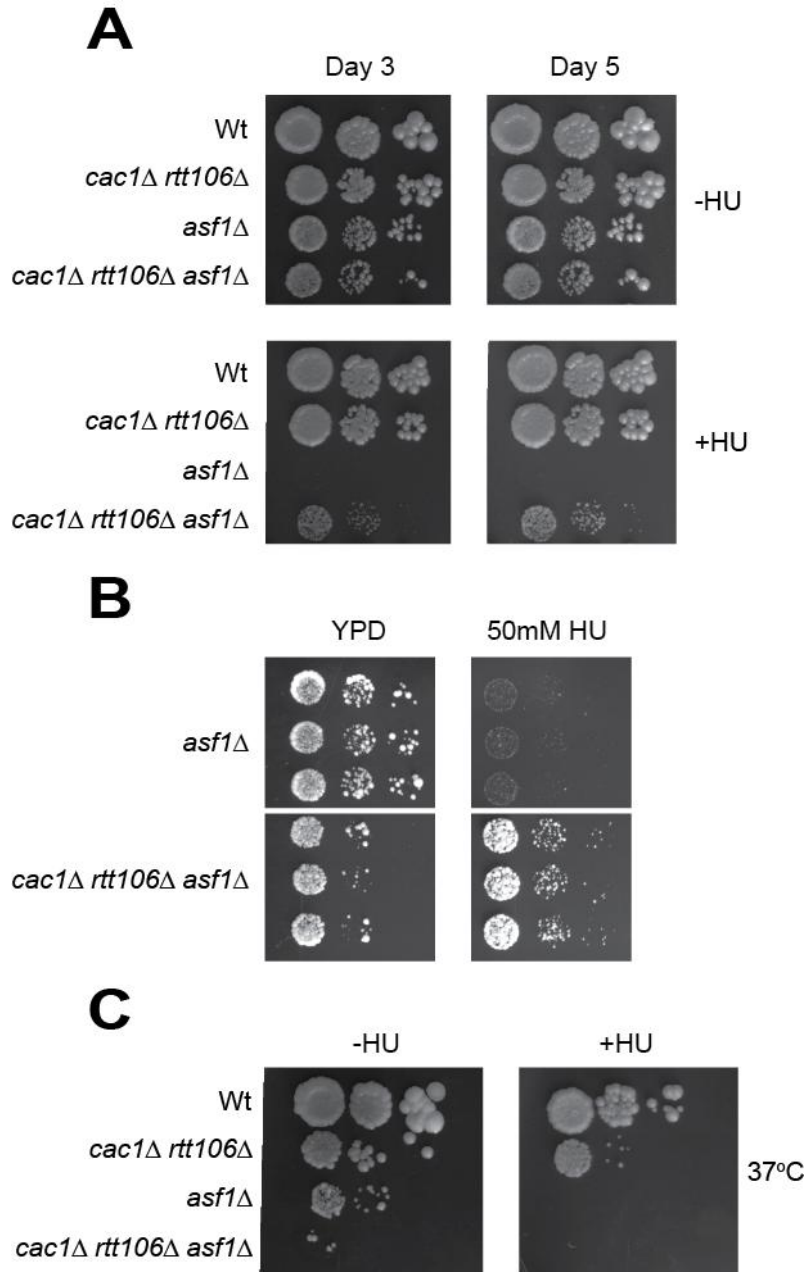 A
Day 3 Day 5
Wt
cac1Δ rtt106Δ
asf1Δ
cac1Δ rtt106Δ asf1Δ
-HU
Wt
cac1Δ rtt106Δ
asf1Δ
cac1Δ rtt106Δ asf1Δ
+HU
B
YPD 50mM HU
asf1Δ
cac1Δ rtt106Δ asf1Δ
C
-HU +HU
Wt
cac1Δ rtt106Δ
asf1Δ
cac1Δ rtt106Δ asf1Δ
37°C